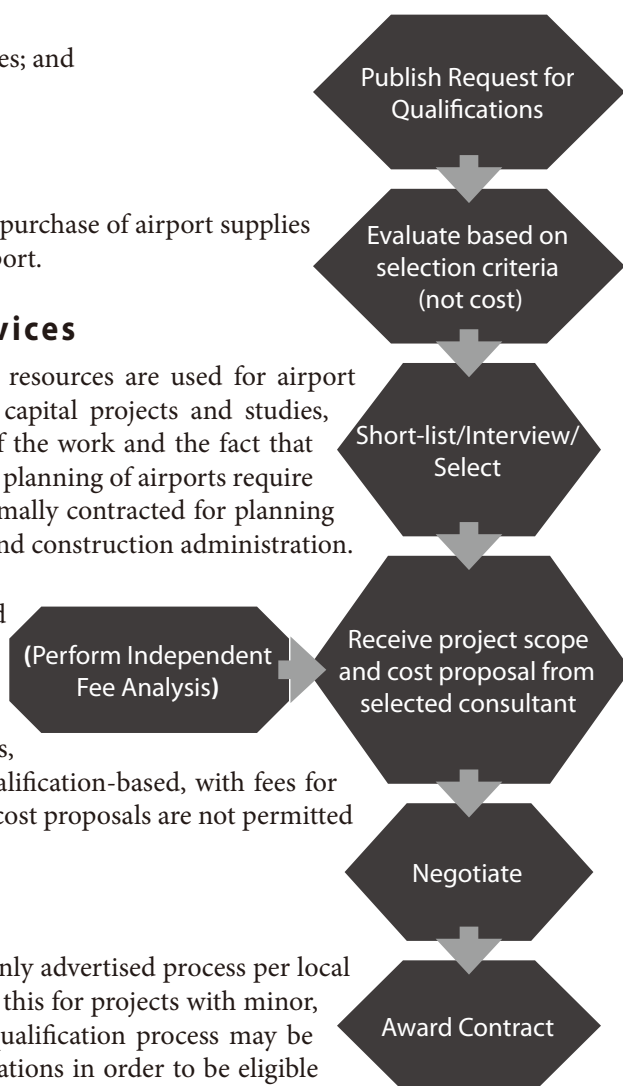 es; and
purchase of airport supplies
port.
vices
resources are used for airport
capital projects and studies,
f the work and the fact that
planning of airports require
mally contracted for planning
nd construction administration.
d
s,
alification-based, with fees for
cost proposals are not permitted
nly advertised process per local
this for projects with minor,
ualification process may be
ations in order to be eligible
Publish Request for
Qualifications
Evaluate based on
selection criteria
(not cost)
Short-list/Interview/
Select
(Perform Independent
Fee Analysis)
Receive project scope
and cost proposal from
selected consultant
Negotiate
Award Contract